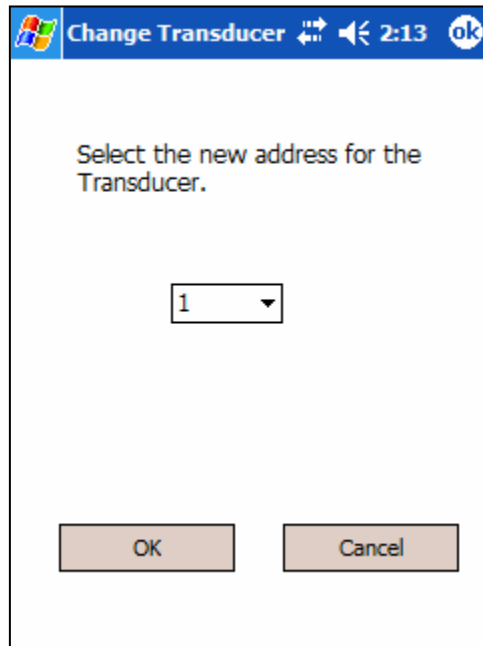 Change Transducer 2:13 ok
Select the new address for the
Transducer.
1
OK Cancel